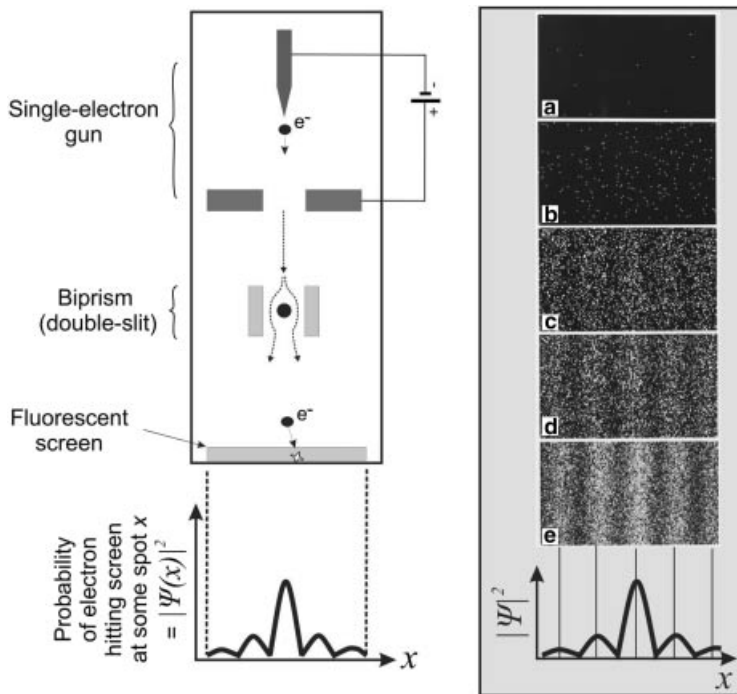 Single-electron
gun
e-
-
+
Biprism
(double-slit)
e-
Fluorescent
screen
Probability
of electron
hitting screen
at some spot x
= |Ψ(x)|²
x
a
b
c
d
e
|Ψ|²
x